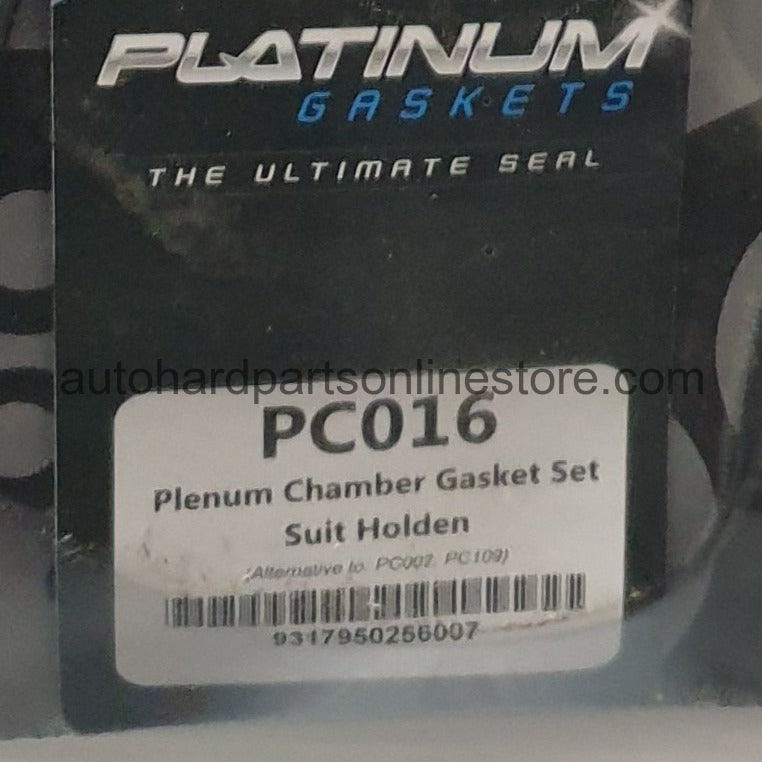 PLATINUM
GASKETS
THE ULTIMATE SEAL
autohardpartsonlinestore.com
PC016
Plenum Chamber Gasket Set
Suit Holden
(Alternative to: PC002, PC109)
9317950256007